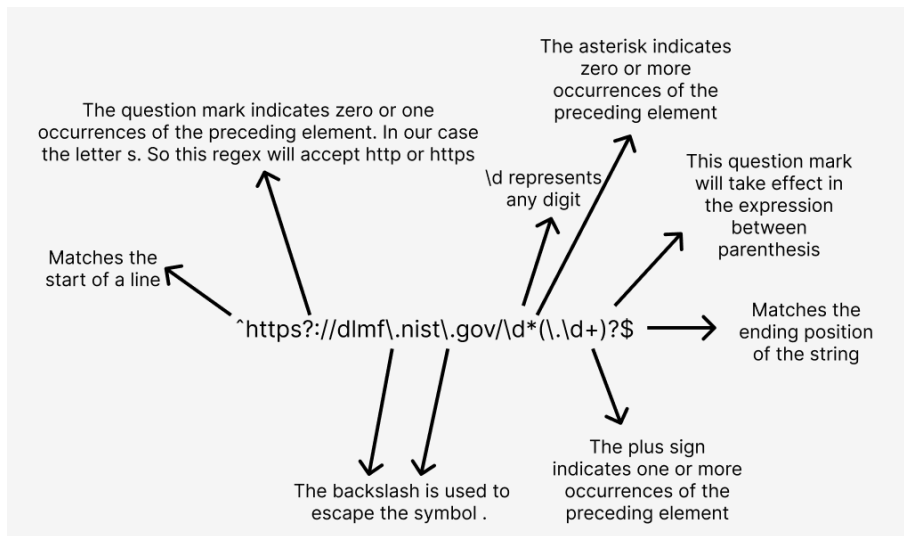 The asterisk indicates
zero or more
occurrences of the
preceding element
The question mark indicates zero or one
occurrences of the preceding element. In our case
the letter s. So this regex will accept http or https
\d represents
any digit
This question mark
will take effect in
the expression
between
parenthesis
Matches the
start of a line
^https?://dlmf\.nist\.gov/\d*(\.\d+)?$
Matches the
ending position
of the string
The backslash is used to
escape the symbol .
The plus sign
indicates one or more
occurrences of the
preceding element